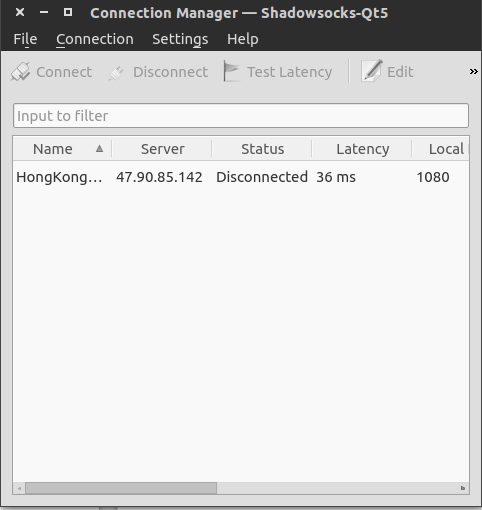 Connection Manager — Shadowsocks-Qt5
File Connection Settings Help
Connect Disconnect Test Latency Edit »
Input to filter
Name Server Status Latency Local
HongKong... 47.90.85.142 Disconnected 36 ms 1080